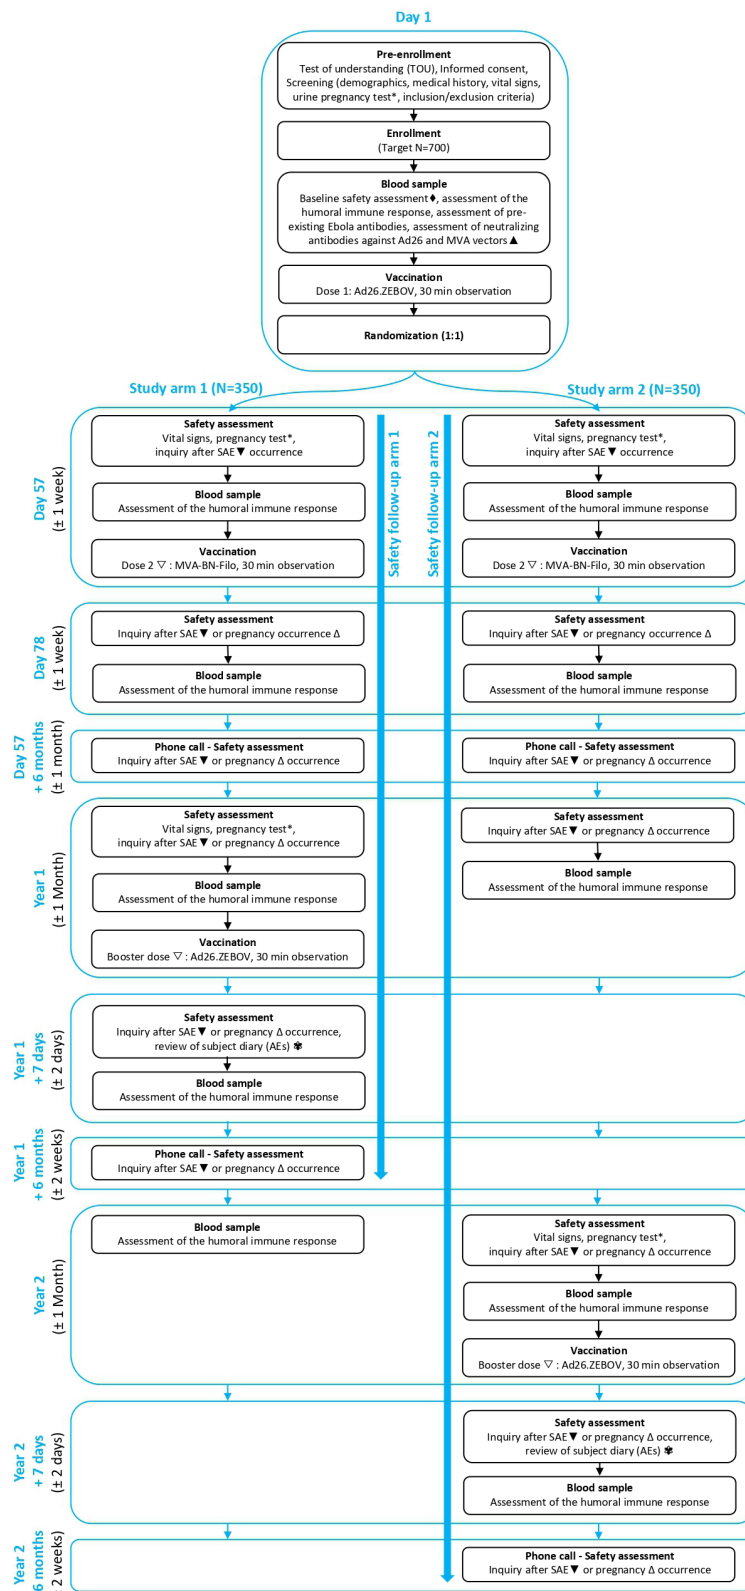 Day 1
Pre-enrollment
Test of understanding (TOU), Informed consent,
Screening (demographics, medical history, vital signs,
urine pregnancy test*, inclusion/exclusion criteria)
Enrollment
(Target N=700)
Blood sample
Baseline safety assessment♦, assessment of the
humoral immune response, assessment of pre-
existing Ebola antibodies, assessment of neutralizing
antibodies against Ad26 and MVA vectors▲
Vaccination
Dose 1: Ad26.ZEBOV, 30 min observation
Randomization (1:1)
Study arm 1 (N=350)
Study arm 2 (N=350)
Safety follow-up arm 1
Safety follow-up arm 2
Day 57
(± 1 week)
Safety assessment
Vital signs, pregnancy test*,
inquiry after SAE▼ occurrence
Blood sample
Assessment of the humoral immune response
Vaccination
Dose 2 ▽ : MVA-BN-Filo, 30 min observation
Safety assessment
Vital signs, pregnancy test*,
inquiry after SAE▼ occurrence
Blood sample
Assessment of the humoral immune response
Vaccination
Dose 2 ▽ : MVA-BN-Filo, 30 min observation
Day 78
(± 1 week)
Safety assessment
Inquiry after SAE▼ or pregnancy occurrence Δ
Blood sample
Assessment of the humoral immune response
Safety assessment
Inquiry after SAE▼ or pregnancy occurrence Δ
Blood sample
Assessment of the humoral immune response
Day 57
+ 6 months
(± 1 month)
Phone call - Safety assessment
Inquiry after SAE▼ or pregnancy Δ occurrence
Phone call - Safety assessment
Inquiry after SAE▼ or pregnancy Δ occurrence
Year 1
(± 1 Month)
Safety assessment
Vital signs, pregnancy test*,
inquiry after SAE▼ or pregnancy Δ occurrence
Blood sample
Assessment of the humoral immune response
Vaccination
Booster dose ▽ : Ad26.ZEBOV, 30 min observation
Safety assessment
Inquiry after SAE▼ or pregnancy Δ occurrence
Blood sample
Assessment of the humoral immune response
Year 1
+ 7 days
(± 2 days)
Safety assessment
Inquiry after SAE▼ or pregnancy Δ occurrence,
review of subject diary (AEs) ✾
Blood sample
Assessment of the humoral immune response
Year 1
+ 6 months
(± 2 weeks)
Phone call - Safety assessment
Inquiry after SAE▼ or pregnancy Δ occurrence
Year 2
(± 1 Month)
Blood sample
Assessment of the humoral immune response
Safety assessment
Vital signs, pregnancy test*,
inquiry after SAE▼ or pregnancy Δ occurrence
Blood sample
Assessment of the humoral immune response
Vaccination
Booster dose ▽ : Ad26.ZEBOV, 30 min observation
Year 2
+ 7 days
(± 2 days)
Safety assessment
Inquiry after SAE▼ or pregnancy Δ occurrence,
review of subject diary (AEs) ✾
Blood sample
Assessment of the humoral immune response
Year 2
6 months
2 weeks)
Phone call - Safety assessment
Inquiry after SAE▼ or pregnancy Δ occurrence